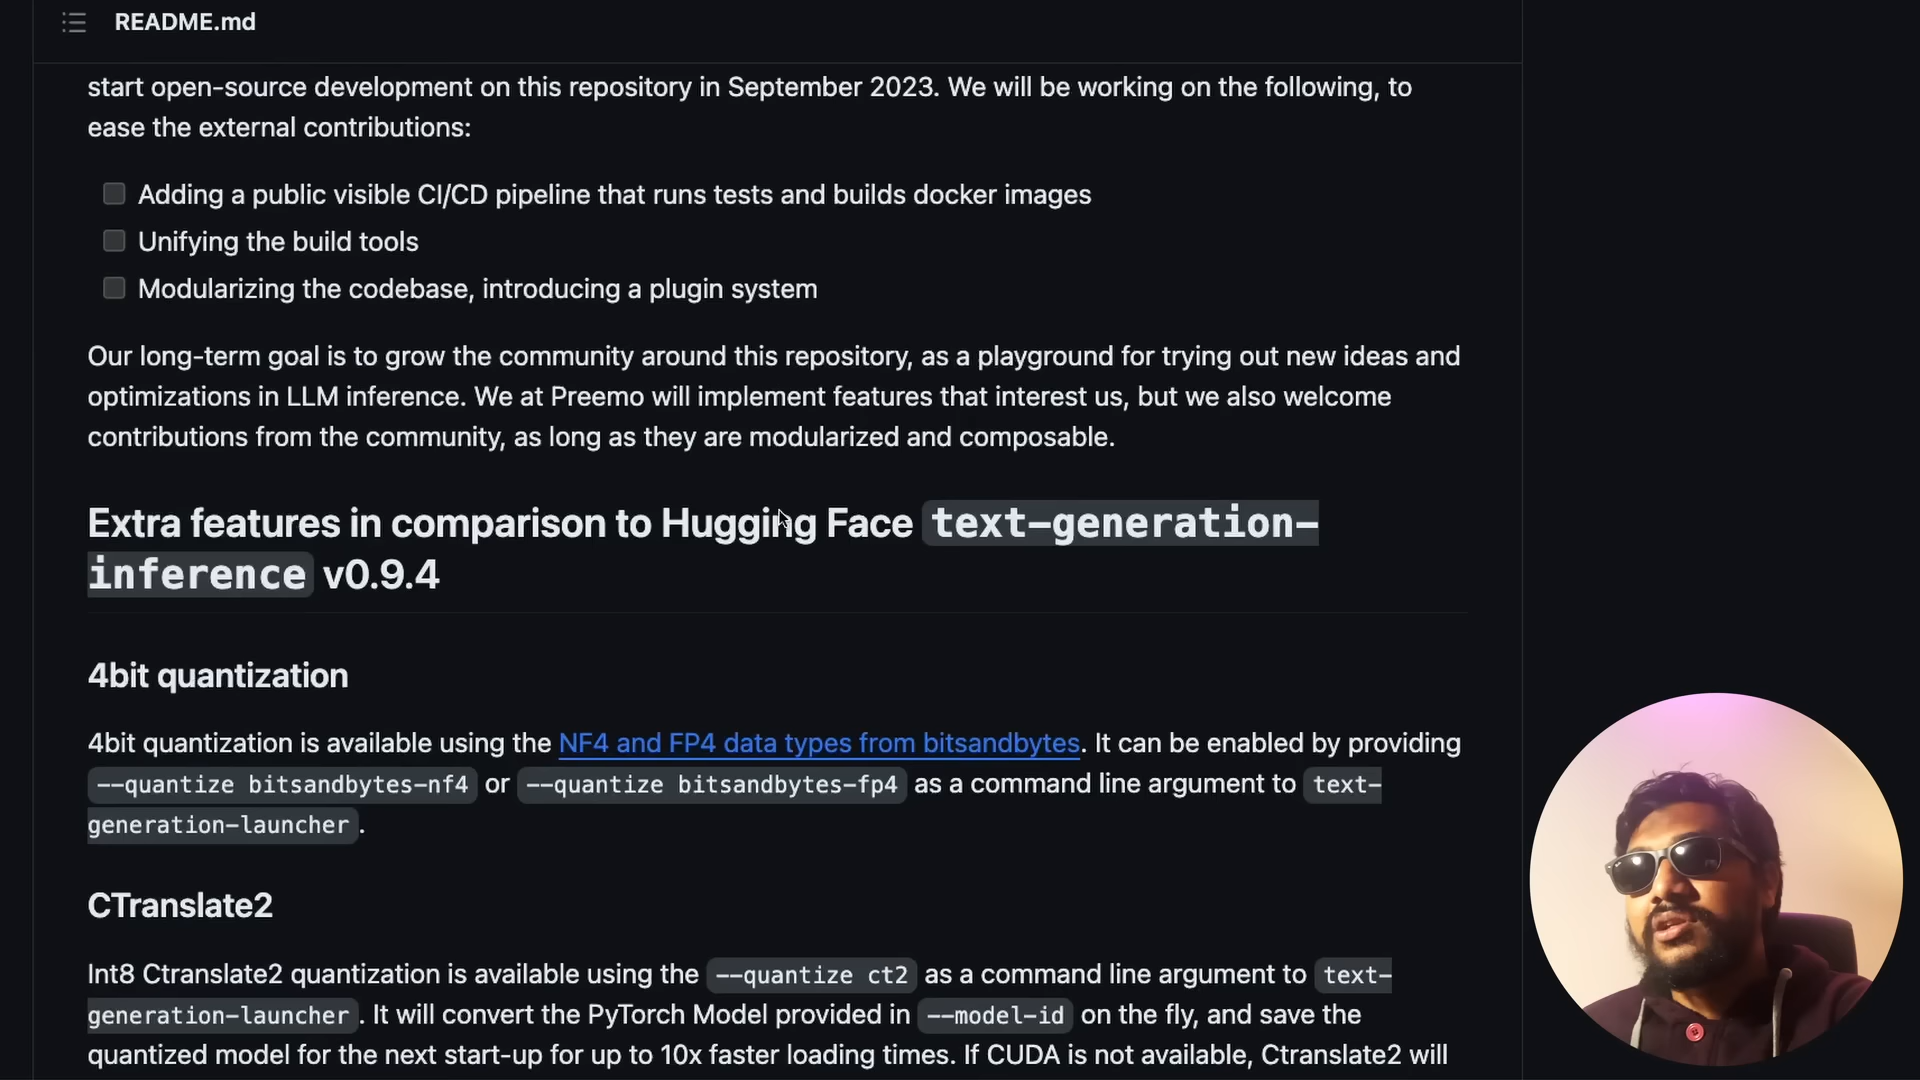 README.md
start open-source development on this repository in September 2023. We will be working on the following, to
ease the external contributions:
Adding a public visible CI/CD pipeline that runs tests and builds docker images
Unifying the build tools
Modularizing the codebase, introducing a plugin system
Our long-term goal is to grow the community around this repository, as a playground for trying out new ideas and
optimizations in LLM inference. We at Preemo will implement features that interest us, but we also welcome
contributions from the community, as long as they are modularized and composable.
Extra features in comparison to Hugging Face text-generation-
inference v0.9.4
4bit quantization
4bit quantization is available using the NF4 and FP4 data types from bitsandbytes. It can be enabled by providing
--quantize bitsandbytes-nf4 or --quantize bitsandbytes-fp4 as a command line argument to text-
generation-launcher.
CTranslate2
Int8 Ctranslate2 quantization is available using the --quantize ct2 as a command line argument to text-
generation-launcher. It will convert the PyTorch Model provided in --model-id on the fly, and save the
quantized model for the next start-up for up to 10x faster loading times. If CUDA is not available, Ctranslate2 will